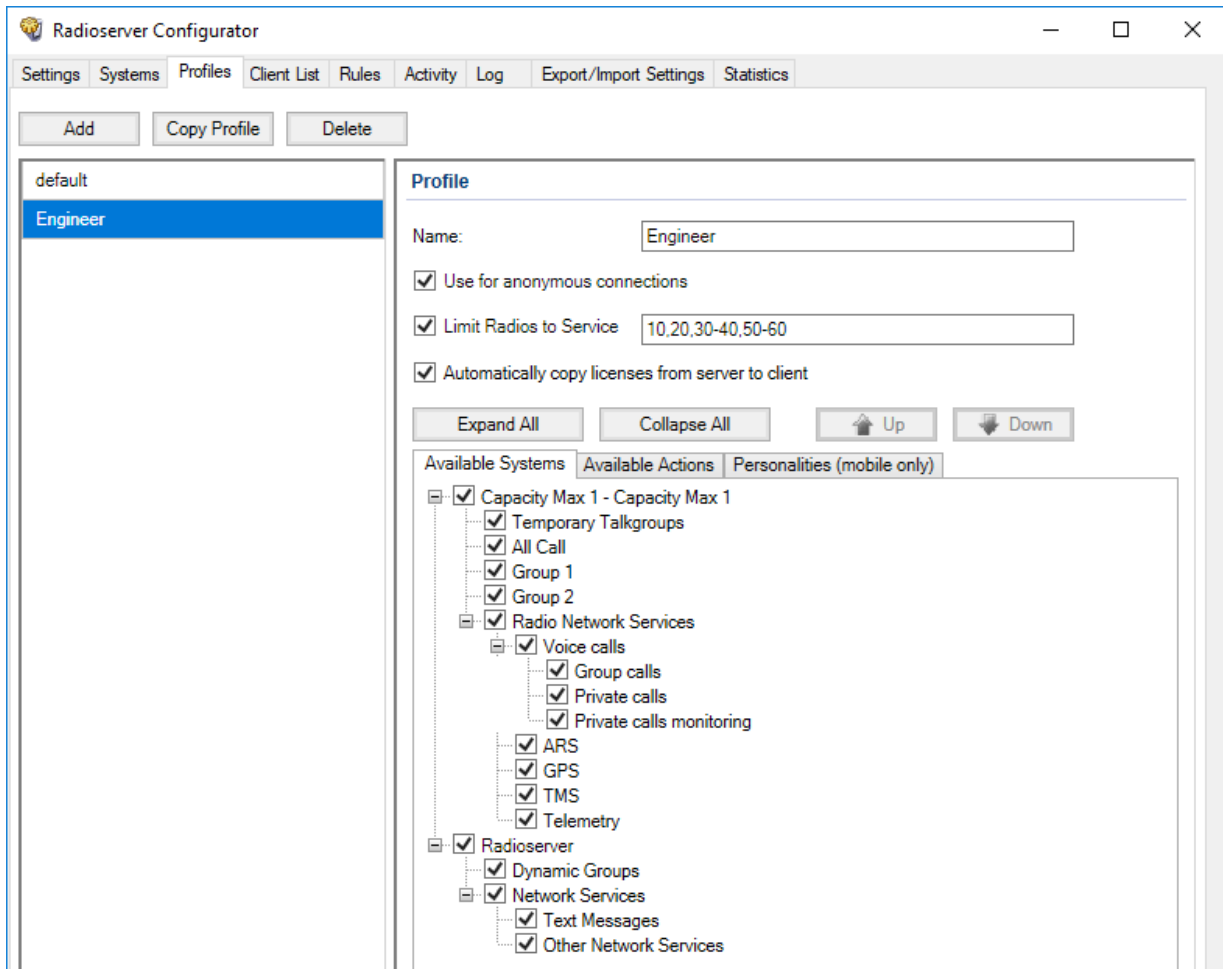 Radioserver Configurator
Settings Systems Profiles Client List Rules Activity Log Export/Import Settings Statistics
Add Copy Profile Delete
default
Engineer
Profile
Name: Engineer
Use for anonymous connections
Limit Radios to Service 10,20,30-40,50-60
Automatically copy licenses from server to client
Expand All Collapse All Up Down
Available Systems Available Actions Personalities (mobile only)
Capacity Max 1 - Capacity Max 1
Temporary Talkgroups
All Call
Group 1
Group 2
Radio Network Services
Voice calls
Group calls
Private calls
Private calls monitoring
ARS
GPS
TMS
Telemetry
Radioserver
Dynamic Groups
Network Services
Text Messages
Other Network Services